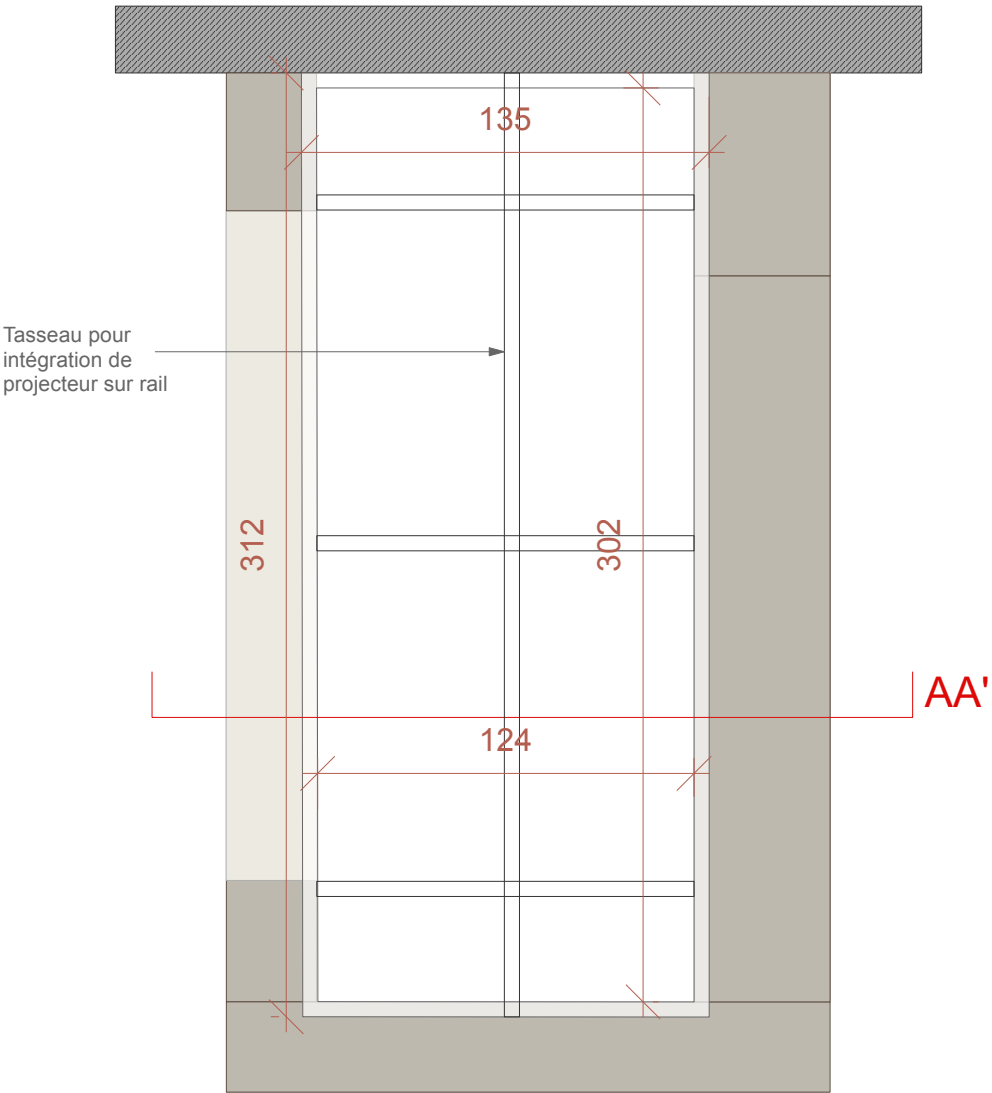 135
Tasseau pour
intégration de
projecteur sur rail
312
302
AA'
124